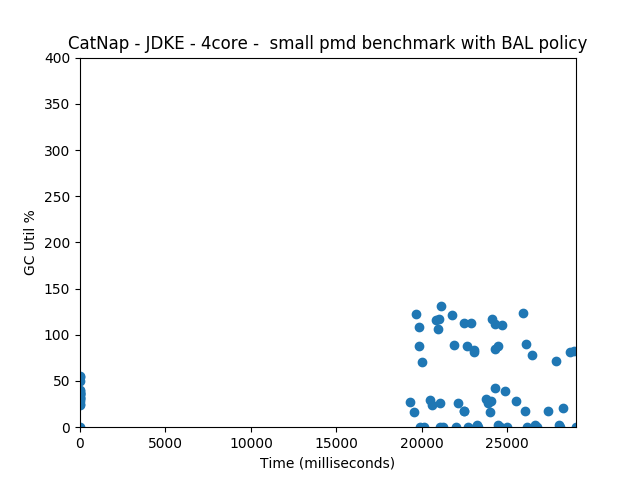 CatNap - JDKE - 4core -  small pmd benchmark with BAL policy
400
350
300
250
200
150
100
50
0
GC Util %
0 5000 10000 15000 20000 25000
Time (milliseconds)